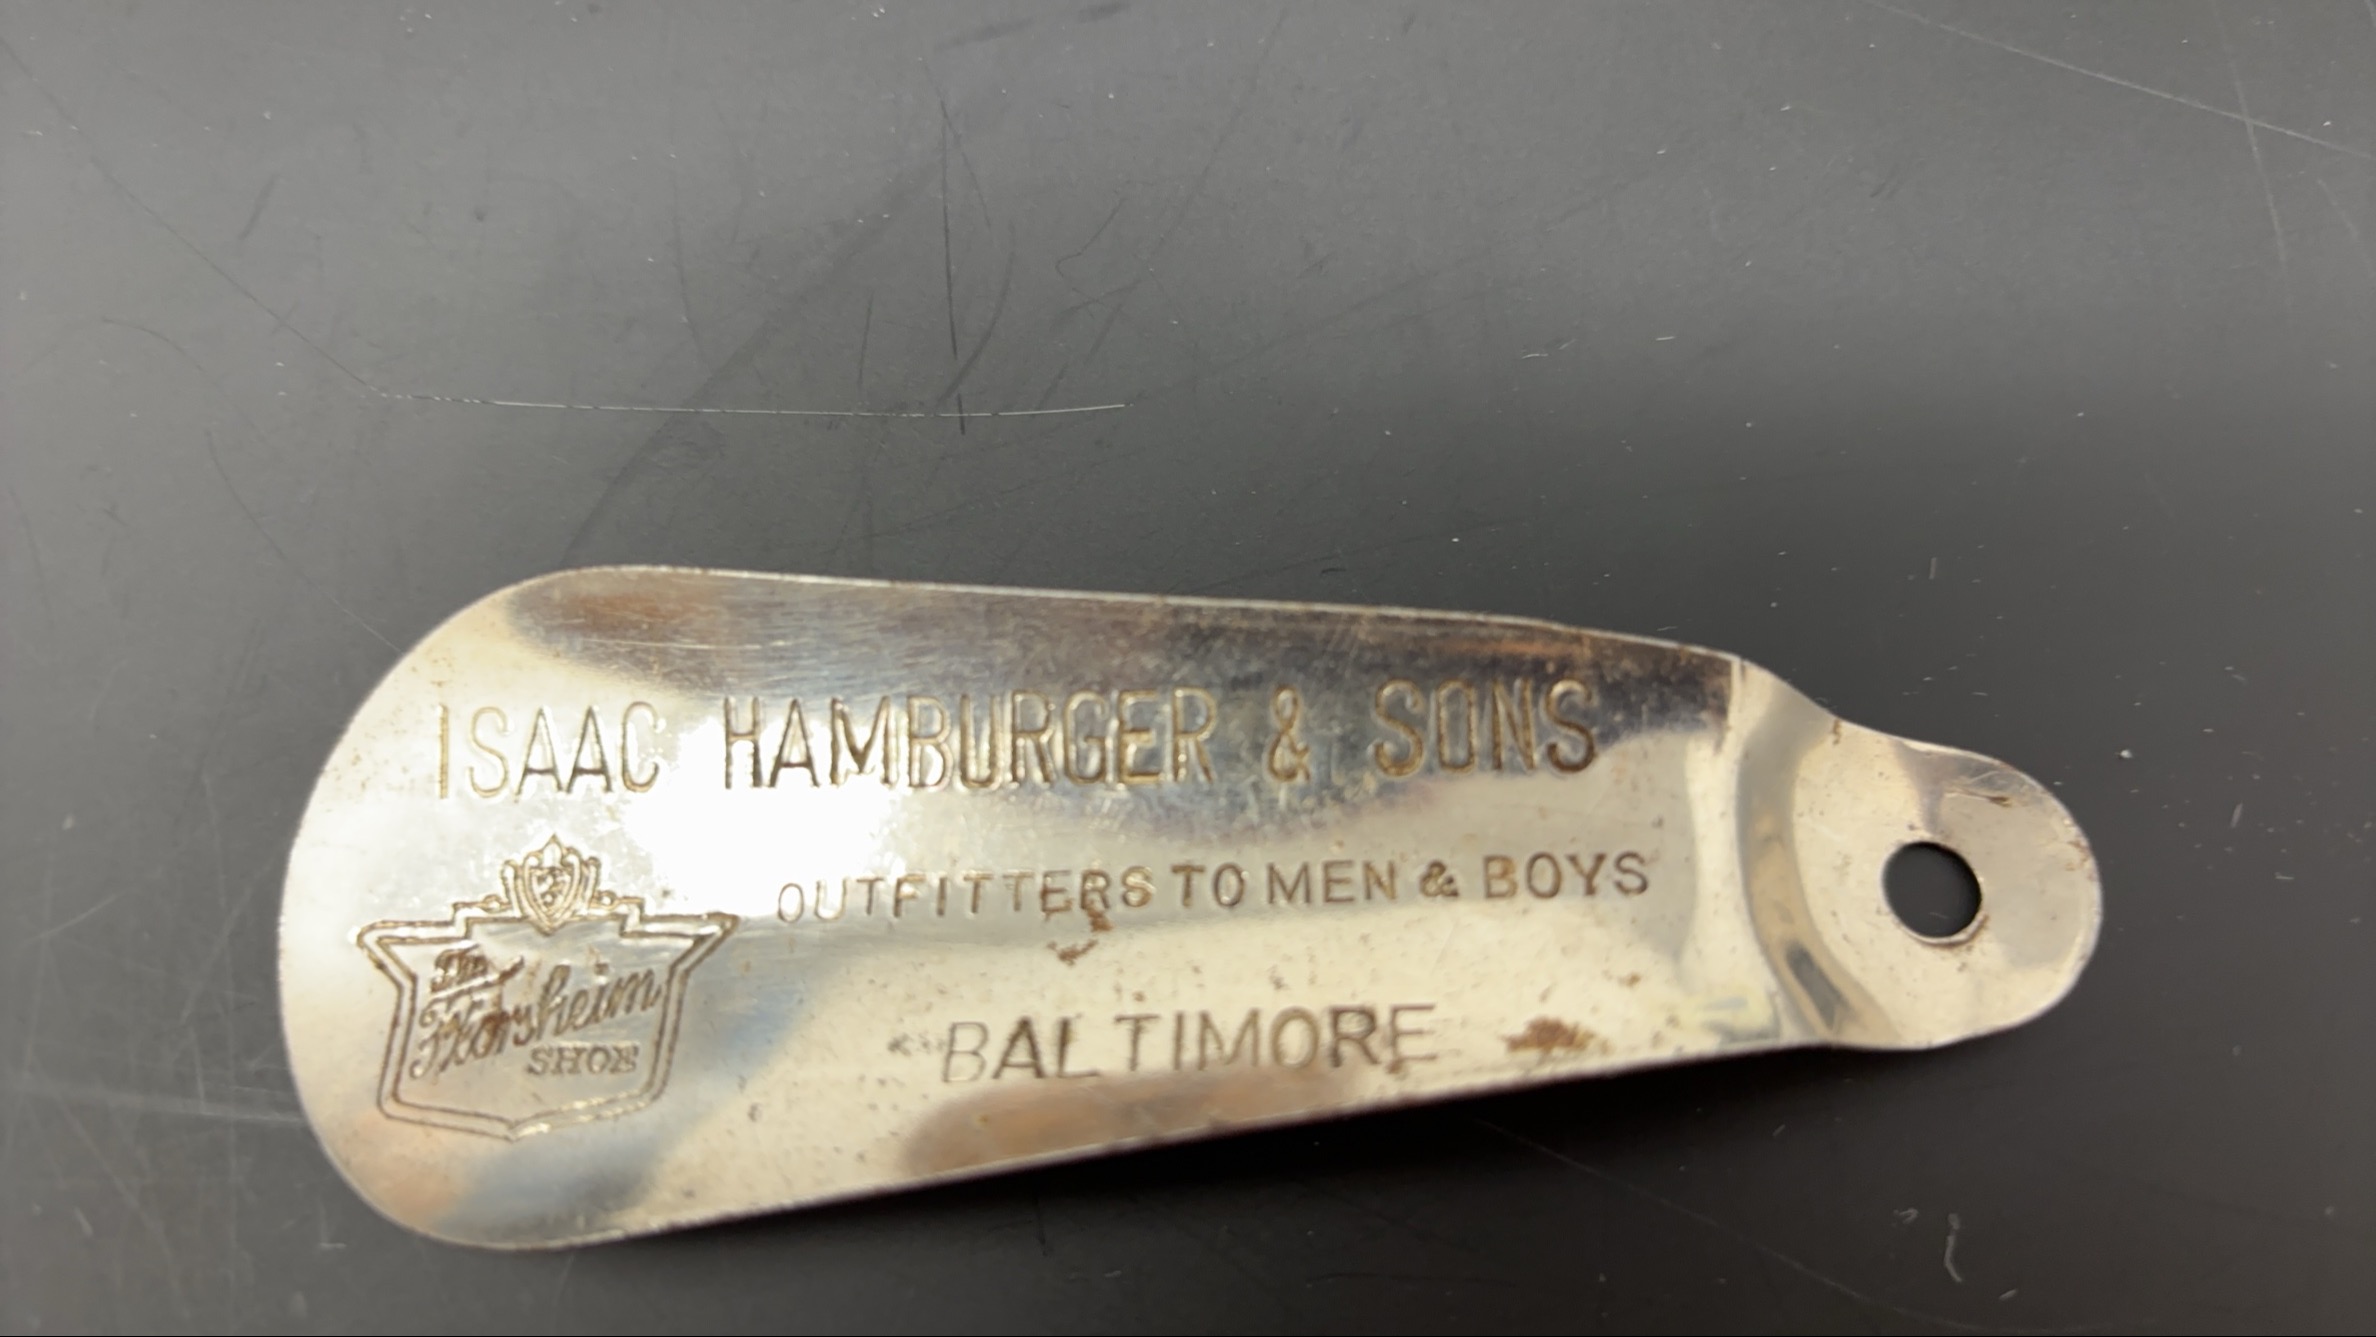 ISAAC HAMBURGER & SONS
OUTFITTERS TO MEN & BOYS
BALTIMORE
The
Florsheim
SHOE